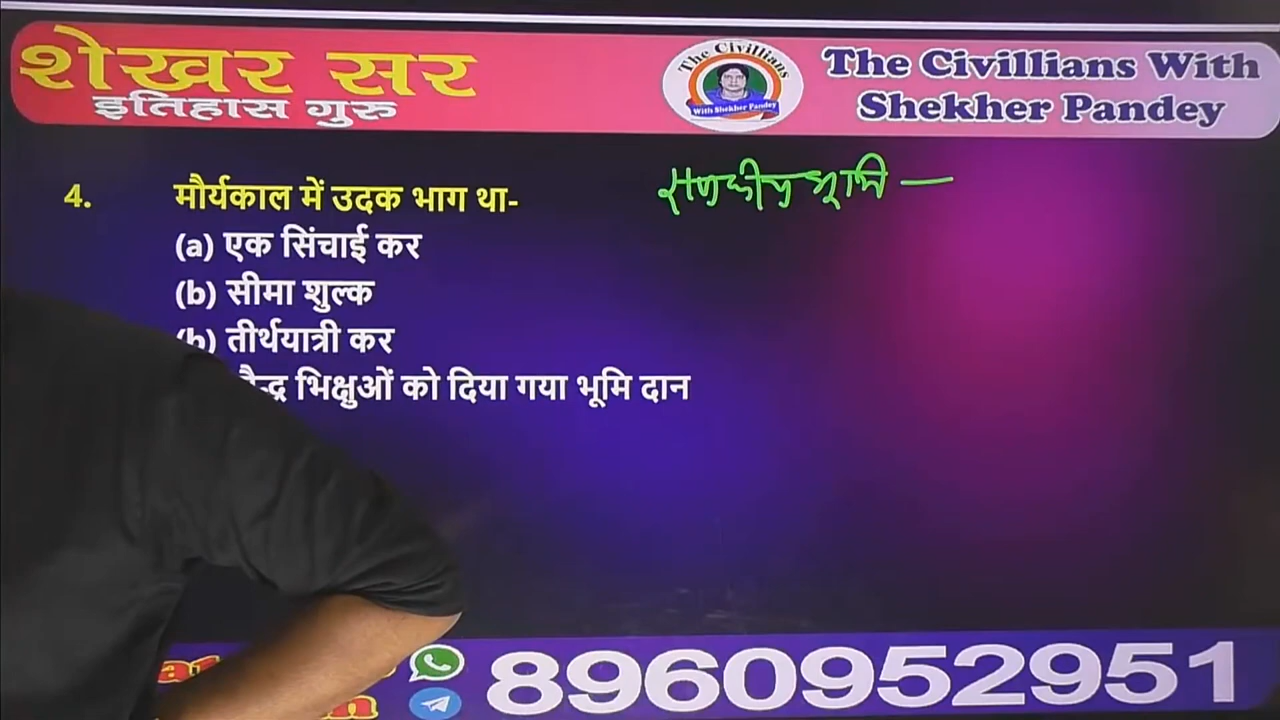 शेखर सर
इतिहास गुरु
The Civillians
With Shekher Pandey
The Civillians With
Shekher Pandey
4. मौर्यकाल में उदक भाग था-
भूमि —
(a) एक सिंचाई कर
(b) सीमा शुल्क
(b) तीर्थयात्री कर
भिक्षुओं को दिया गया भूमि दान
8960952951